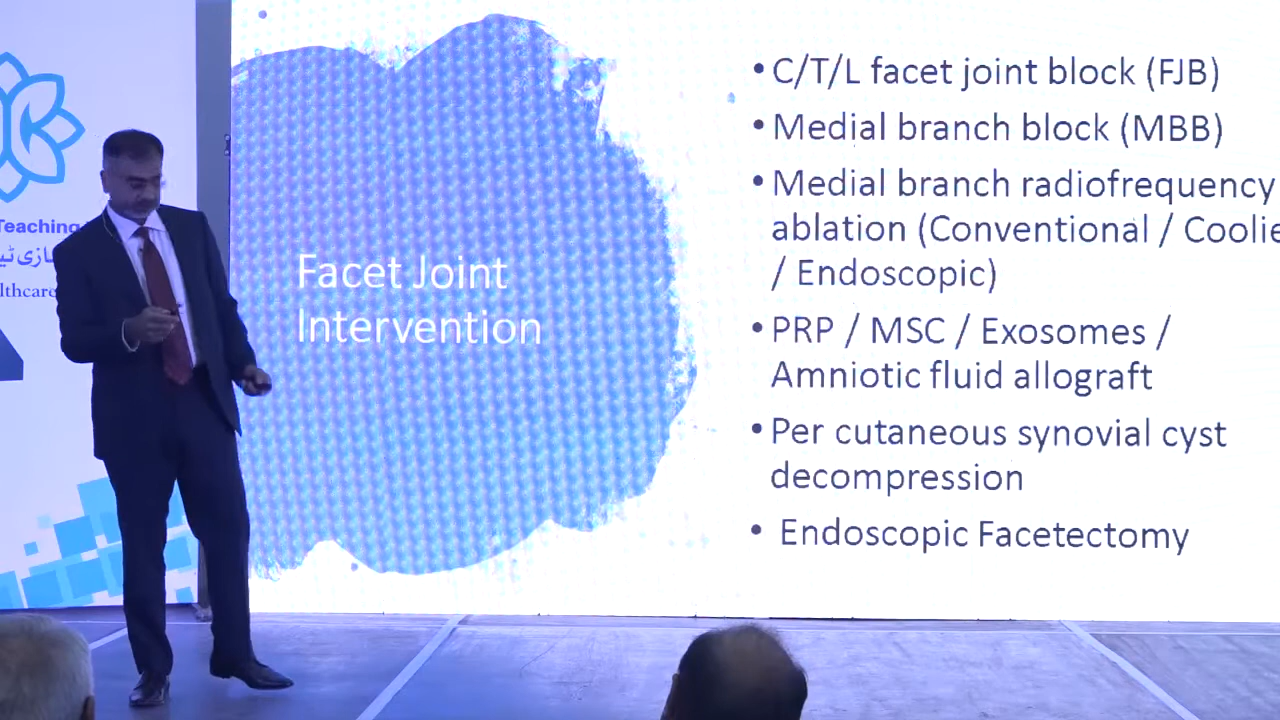 Teaching
Facet Joint
Intervention
• C/T/L facet joint block (FJB)
• Medial branch block (MBB)
• Medial branch radiofrequency
ablation (Conventional / Coolie
/ Endoscopic)
• PRP / MSC / Exosomes /
Amniotic fluid allograft
• Per cutaneous synovial cyst
decompression
• Endoscopic Facetectomy